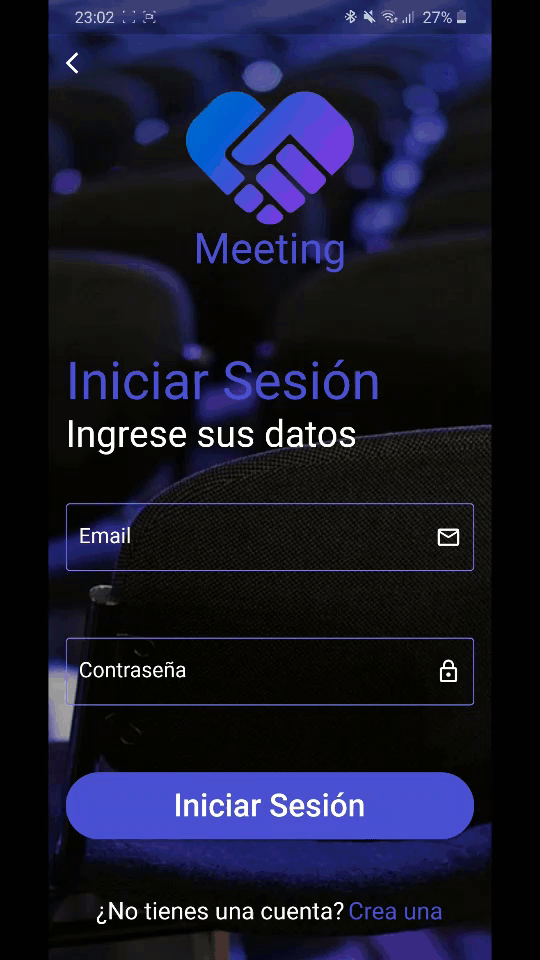 23:02
27%
Meeting
Iniciar Sesión
Ingrese sus datos
Email
Contraseña
Iniciar Sesión
¿No tienes una cuenta? Crea una